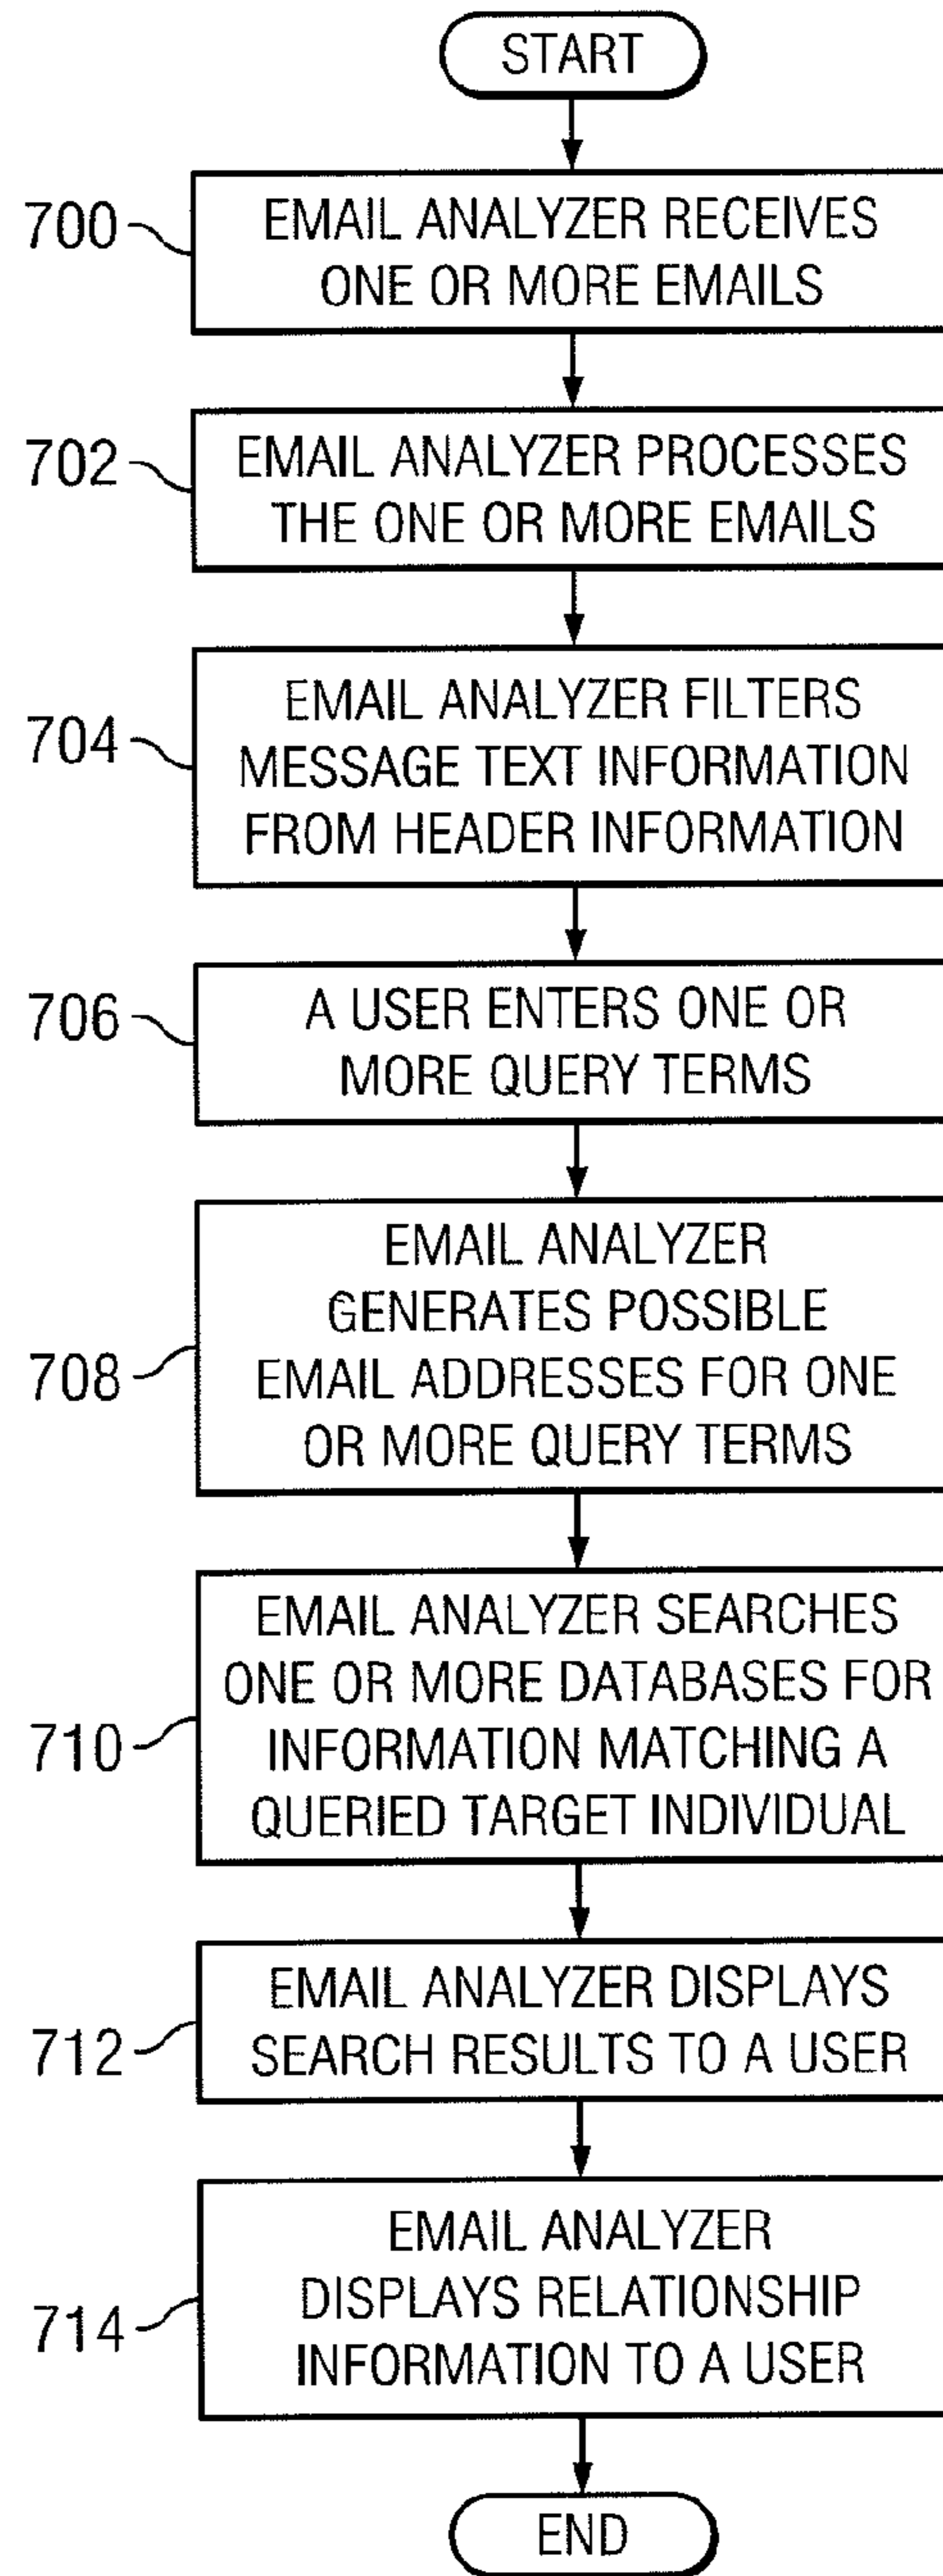 START
700
EMAIL ANALYZER RECEIVES
ONE OR MORE EMAILS
702
EMAIL ANALYZER PROCESSES
THE ONE OR MORE EMAILS
704
EMAIL ANALYZER FILTERS
MESSAGE TEXT INFORMATION
FROM HEADER INFORMATION
706
A USER ENTERS ONE OR
MORE QUERY TERMS
708
EMAIL ANALYZER
GENERATES POSSIBLE
EMAIL ADDRESSES FOR ONE
OR MORE QUERY TERMS
710
EMAIL ANALYZER SEARCHES
ONE OR MORE DATABASES FOR
INFORMATION MATCHING A
QUERIED TARGET INDIVIDUAL
712
EMAIL ANALYZER DISPLAYS
SEARCH RESULTS TO A USER
714
EMAIL ANALYZER
DISPLAYS RELATIONSHIP
INFORMATION TO A USER
END